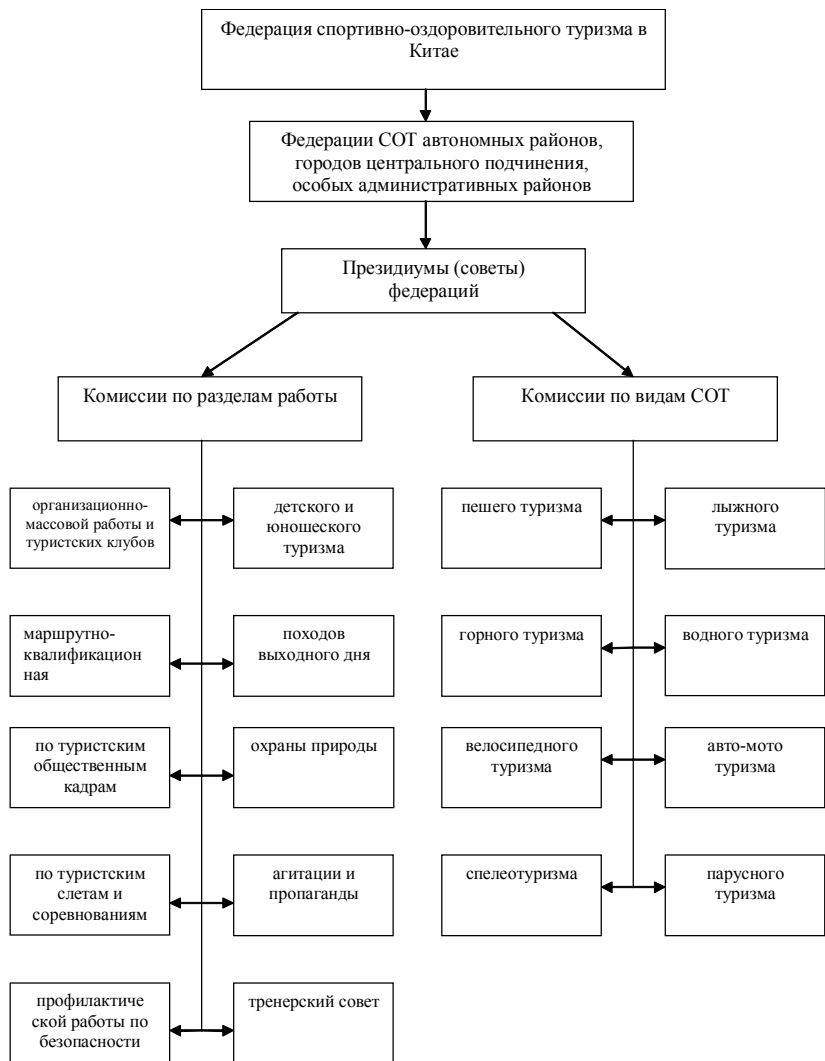 Федерация спортивно-оздоровительного туризма в
Китае
Федерации СОТ автономных районов,
городов центрального подчинения,
особых административных районов
Президиумы (советы)
федераций
Комиссии по разделам работы
Комиссии по видам СОТ
организационно-
массовой работы и
туристских клубов
детского и
юношеского
туризма
пешего туризма
лыжного
туризма
маршрутно-
квалификацион
ная
походов
выходного дня
горного туризма
водного туризма
по туристским
общественным
кадрам
охраны природы
велосипедного
туризма
авто-мото
туризма
по туристским
слетам и
соревнованиям
агитации и
пропаганды
спелеотуризма
парусного
туризма
профилактиче
ской работы по
безопасности
тренерский совет